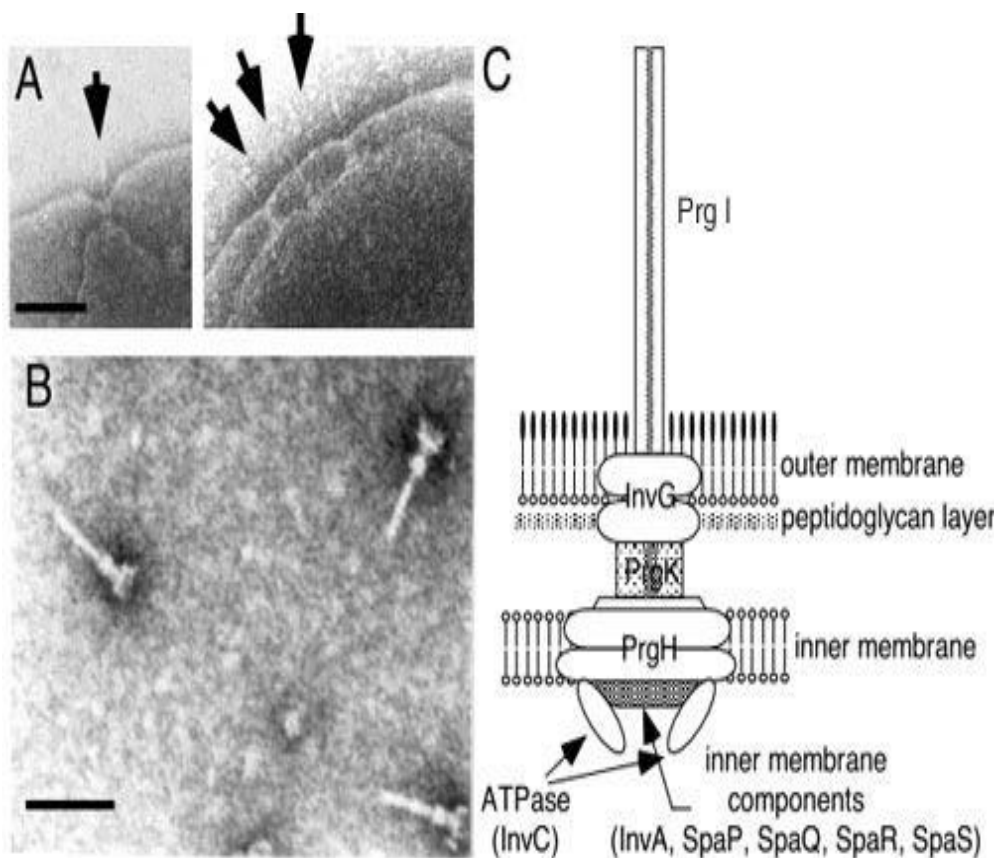 A
C
Prg I
outer membrane
InvG
peptidoglycan layer
PrgK
B
inner membrane
PrgH
inner membrane
ATPase
components
(InvC)
(InvA, SpaP, SpaQ, SpaR, SpaS)